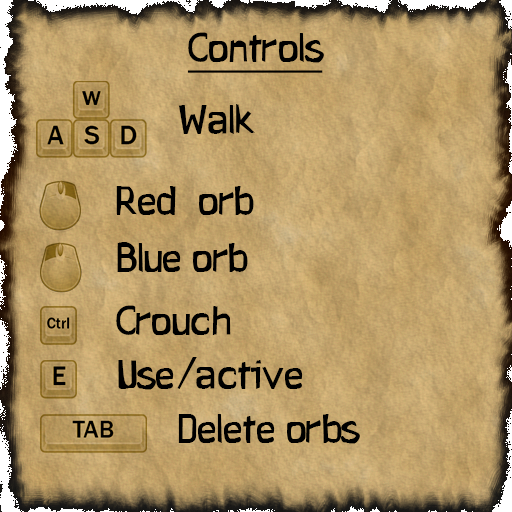 Controls
W
A S D Walk
Red orb
Blue orb
Ctrl Crouch
E Use/active
TAB Delete orbs